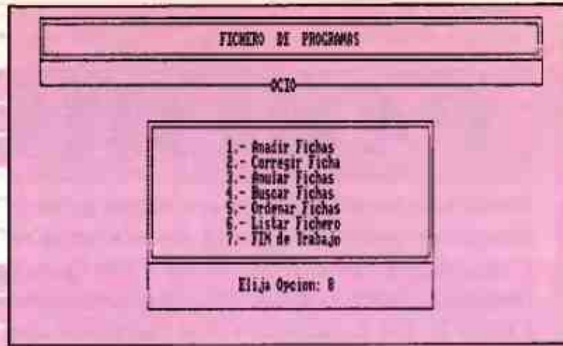 FICHERO DE PROGRAMAS
OCIO
1.- Anadir Fichas
2.- Corregir Ficha
3.- Anular Fichas
4.- Buscar Fichas
5.- Ordenar Fichas
6.- Listar Fichero
7.- FIN de Trabajo
Elija Opcion: